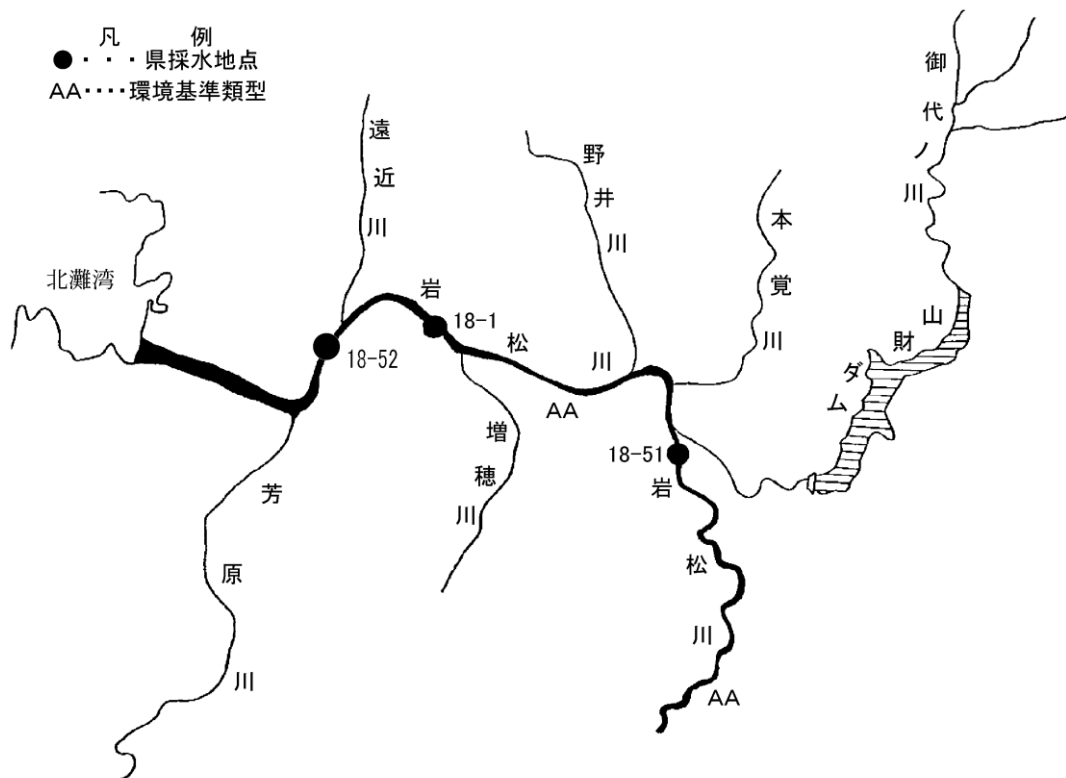 凡 例
●・・・県採水地点
AA・・・・環境基準類型
御代ノ川
遠近川
野井川
本覚川
北灘湾
岩松川
18-1
18-52
AA
山財ダム
増穂川
18-51
岩松川
芳原川
AA